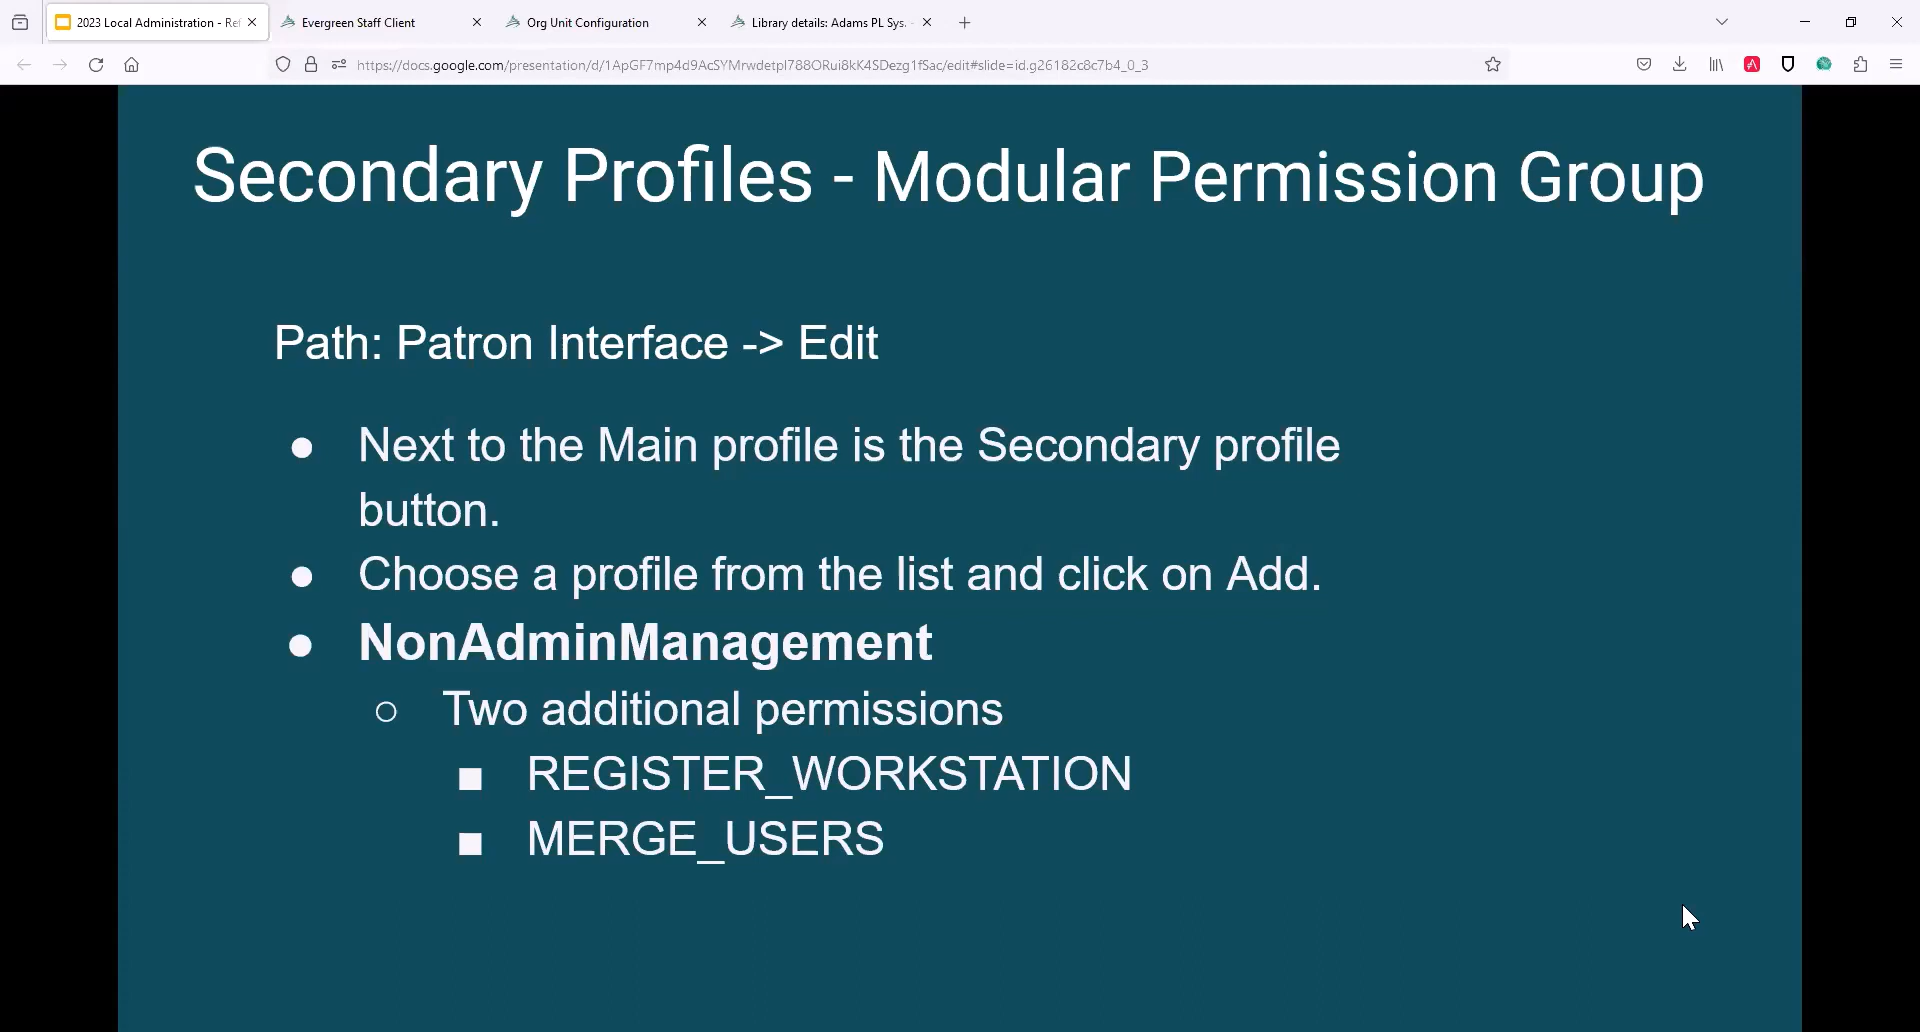 2023 Local Administration - Ref
Evergreen Staff Client
Org Unit Configuration
Library details: Adams PL Sys. -
https://docs.google.com/presentation/d/1ApGF7mp4d9AcSYMrwdetpI788ORui8kK4SDezg1fSac/edit#slide=id.g26182c8c7b4_0_3
Secondary Profiles - Modular Permission Group
Path: Patron Interface -> Edit
● Next to the Main profile is the Secondary profile
button.
● Choose a profile from the list and click on Add.
● NonAdminManagement
○ Two additional permissions
■ REGISTER_WORKSTATION
■ MERGE_USERS